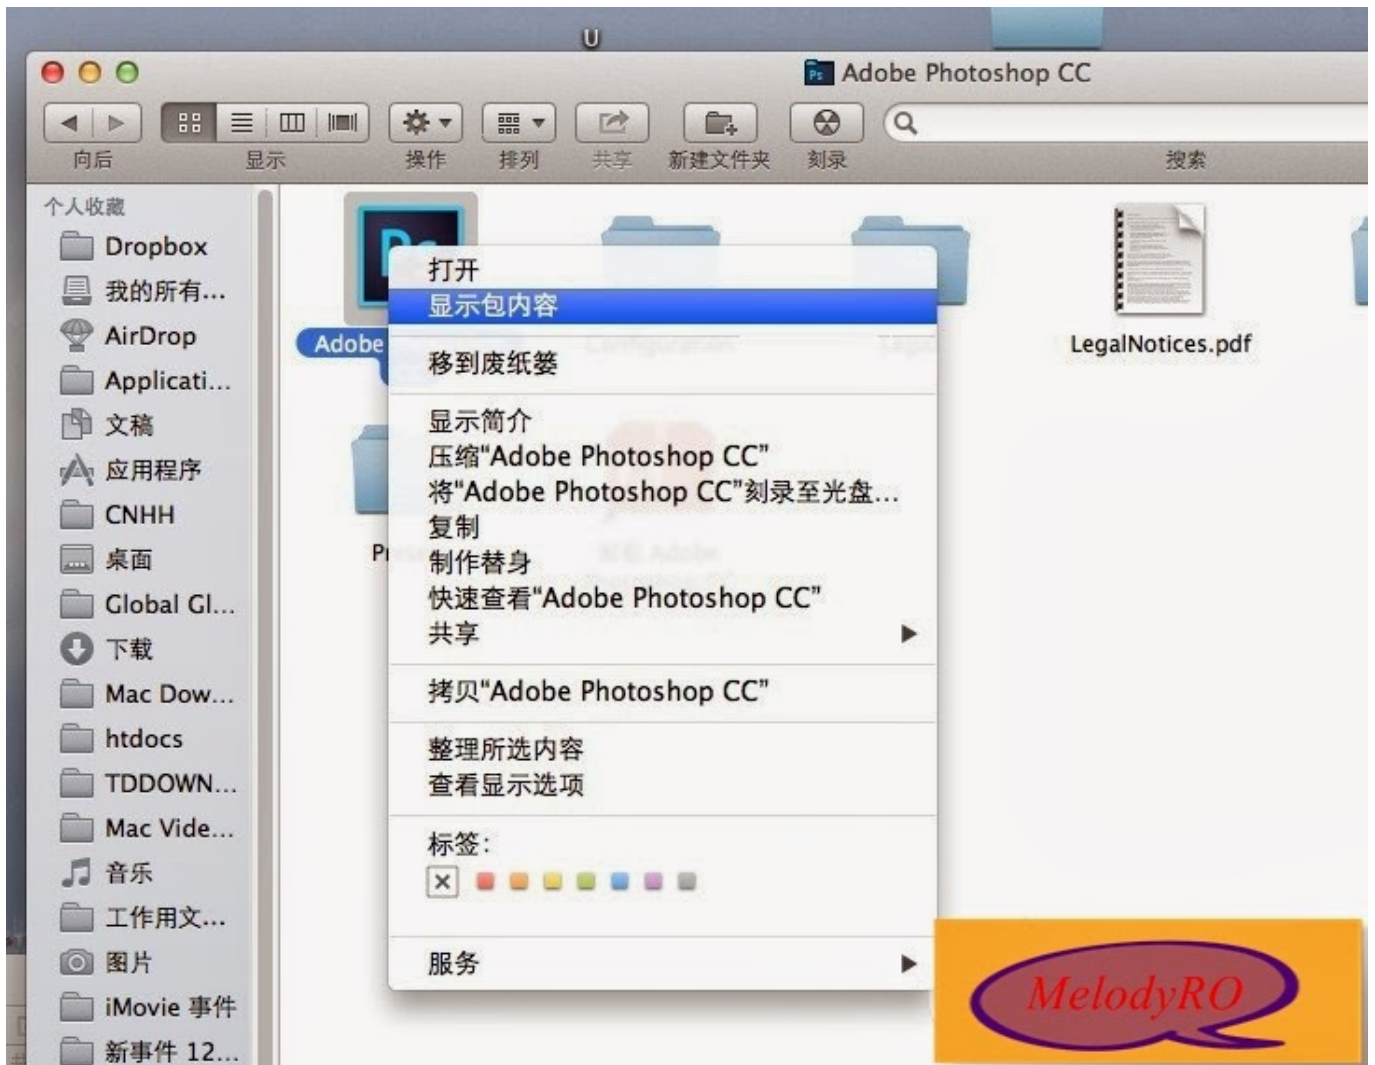 U
Adobe Photoshop CC
向后
显示
操作
排列
共享
新建文件夹
刻录
搜索
个人收藏
Dropbox
我的所有...
AirDrop
Applicati...
文稿
应用程序
CNHH
桌面
Global Gl...
下载
Mac Dow...
htdocs
TDDOWN...
Mac Vide...
音乐
工作用文...
图片
iMovie 事件
新事件 12...
Ps
Adobe
LegalNotices.pdf
打开
显示包内容
移到废纸篓
显示简介
压缩“Adobe Photoshop CC”
将“Adobe Photoshop CC”刻录至光盘...
复制
制作替身
快速查看“Adobe Photoshop CC”
共享
拷贝“Adobe Photoshop CC”
整理所选内容
查看显示选项
标签:
服务
MelodyRO